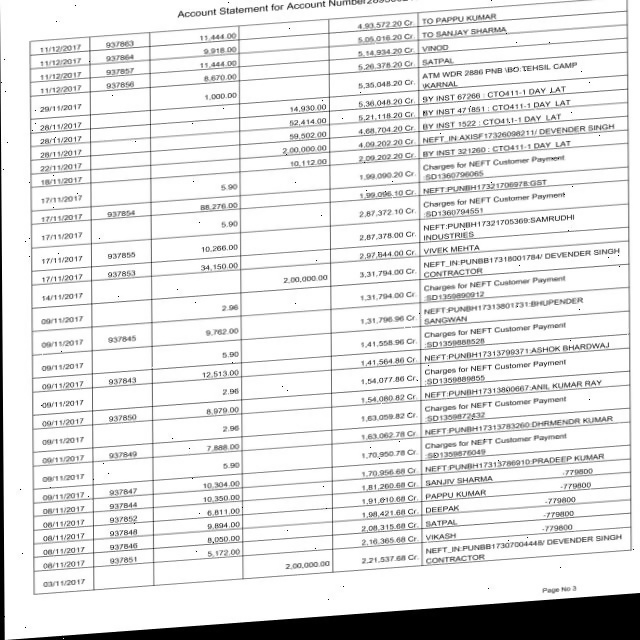 Account Statement for Account Number
11/12/2017 937863 11,444.00 4,93,572.20 Cr. TO PAPPU KUMAR
11/12/2017 937864 9,918.00 5,05,016.20 Cr. TO SANJAY SHARMA
11/12/2017 937857 11,444.00 5,14,934.20 Cr. VINOD
11/12/2017 937856 8,670.00 5,26,378.20 Cr. SATPAL
29/11/2017 1,000.00 5,35,048.20 Cr. ATM WDR 2886 PNB \BO:TEHSIL CAMP
\KARNAL
28/11/2017 14,930.00 5,36,048.20 Cr. BY INST 67266 : CTO411-1 DAY LAT
28/11/2017 52,414.00 5,21,118.20 Cr. BY INST 471851 : CTO411-1 DAY LAT
28/11/2017 59,502.00 4,68,704.20 Cr. BY INST 1522 : CTO411-1 DAY LAT
22/11/2017 2,00,000.00 4,09,202.20 Cr. NEFT_IN:AXISF17326098211/ DEVENDER SINGH
18/11/2017 10,112.00 2,09,202.20 Cr. BY INST 321260 : CTO411-1 DAY LAT
17/11/2017 5.90 1,99,090.20 Cr. Charges for NEFT Customer Payment
:SD1360796065
17/11/2017 937854 88,276.00 1,99,096.10 Cr. NEFT:PUNBH17321706978:GST
17/11/2017 5.90 2,87,372.10 Cr. Charges for NEFT Customer Payment
:SD1360794551
17/11/2017 937855 10,266.00 2,87,378.00 Cr. NEFT:PUNBH17321705369:SAMRUDHI
INDUSTRIES
17/11/2017 937853 34,150.00 2,97,644.00 Cr. VIVEK MEHTA
14/11/2017 2,00,000.00 3,31,794.00 Cr. NEFT_IN:PUNBB17318001784/ DEVENDER SINGH
CONTRACTOR
09/11/2017 2.96 1,31,794.00 Cr. Charges for NEFT Customer Payment
:SD1359890912
09/11/2017 937845 9,762.00 1,31,796.96 Cr. NEFT:PUNBH17313801731:BHUPENDER
SANGWAN
09/11/2017 5.90 1,41,558.96 Cr. Charges for NEFT Customer Payment
:SD1359888528
09/11/2017 937843 12,513.00 1,41,564.86 Cr. NEFT:PUNBH17313799371:ASHOK BHARDWAJ
09/11/2017 2.96 1,54,077.86 Cr. Charges for NEFT Customer Payment
:SD1359889855
09/11/2017 937850 8,979.00 1,54,080.82 Cr. NEFT:PUNBH17313800667:ANIL KUMAR RAY
09/11/2017 2.96 1,63,059.82 Cr. Charges for NEFT Customer Payment
:SD1359872432
09/11/2017 937849 7,888.00 1,63,062.78 Cr. NEFT:PUNBH17313783260:DHRMENDR KUMAR
09/11/2017 5.90 1,70,950.78 Cr. Charges for NEFT Customer Payment
:SD1359876049
09/11/2017 937847 10,304.00 1,70,956.68 Cr. NEFT:PUNBH17313786910:PRADEEP KUMAR
08/11/2017 937844 10,350.00 1,81,260.68 Cr. SANJIV SHARMA -779800
08/11/2017 937852 6,811.00 1,91,610.68 Cr. PAPPU KUMAR -779800
08/11/2017 937848 9,894.00 1,98,421.68 Cr. DEEPAK -779800
08/11/2017 937846 8,050.00 2,08,315.68 Cr. SATPAL -779800
08/11/2017 937851 5,172.00 2,16,365.68 Cr. VIKASH -779800
03/11/2017 2,00,000.00 2,21,537.68 Cr. NEFT_IN:PUNBB17307004448/ DEVENDER SINGH
CONTRACTOR
Page No 3